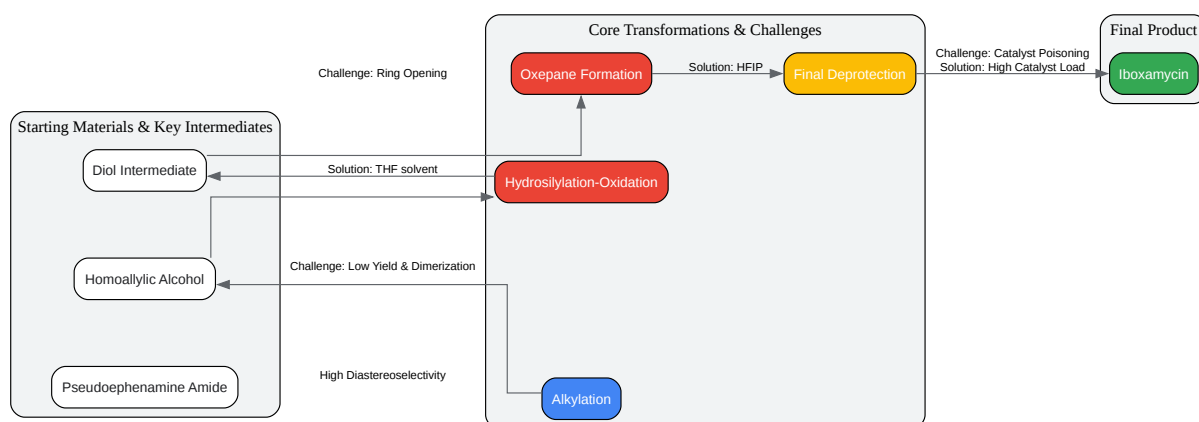 Core Transformations & Challenges
Final Product
Challenge: Ring Opening
Oxepane Formation
Solution: HFIP
Final Deprotection
Challenge: Catalyst Poisoning
Solution: High Catalyst Load
Iboxamycin
Starting Materials & Key Intermediates
Diol Intermediate
Solution: THF solvent
Hydrosilylation-Oxidation
Homoallylic Alcohol
Challenge: Low Yield & Dimerization
Pseudoephenamine Amide
High Diastereoselectivity
Alkylation